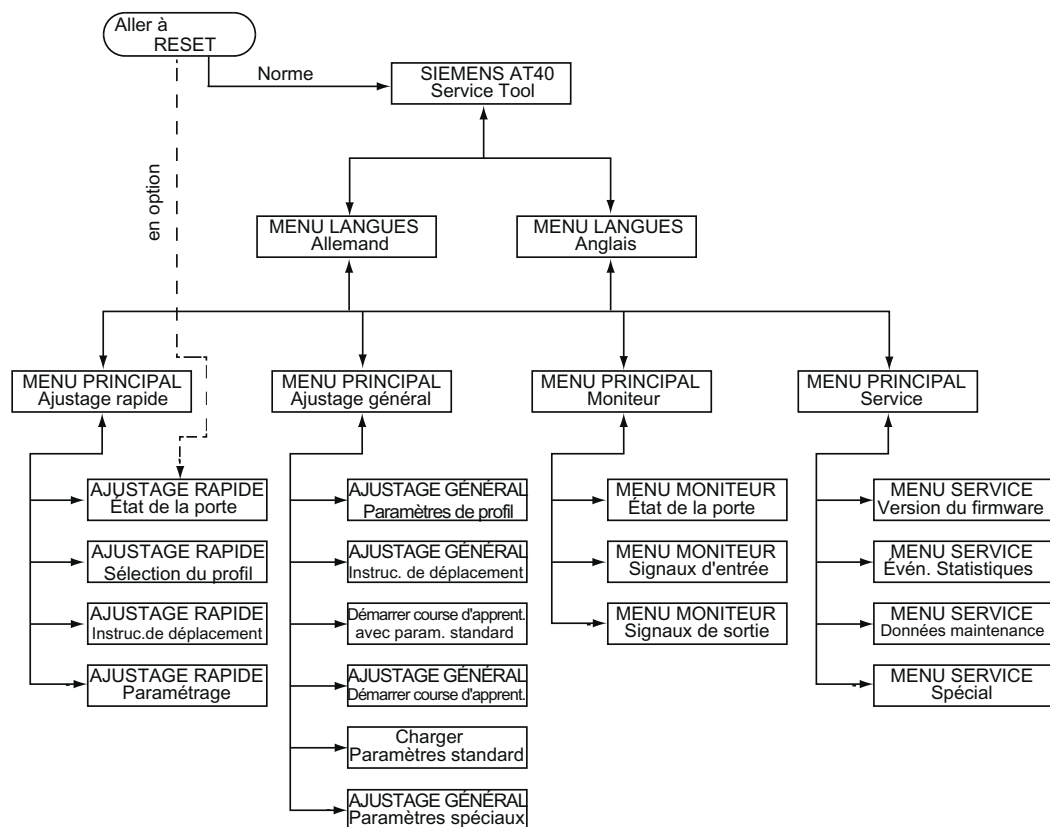 Aller à
RESET
Norme
SIEMENS AT40
Service Tool
en option
MENU LANGUES
Allemand
MENU LANGUES
Anglais
MENU PRINCIPAL
Ajustage rapide
MENU PRINCIPAL
Ajustage général
MENU PRINCIPAL
Moniteur
MENU PRINCIPAL
Service
AJUSTAGE RAPIDE
État de la porte
AJUSTAGE RAPIDE
Sélection du profil
AJUSTAGE RAPIDE
Instruc.de déplacement
AJUSTAGE RAPIDE
Paramétrage
AJUSTAGE GÉNÉRAL
Paramètres de profil
AJUSTAGE GÉNÉRAL
Instruc. de déplacement
Démarrer course d'apprent.
avec param. standard
AJUSTAGE GÉNÉRAL
Démarrer course d'apprent.
Charger
Paramètres standard
AJUSTAGE GÉNÉRAL
Paramètres spéciaux
MENU MONITEUR
État de la porte
MENU MONITEUR
Signaux d'entrée
MENU MONITEUR
Signaux de sortie
MENU SERVICE
Version du firmware
MENU SERVICE
Évén. Statistiques
MENU SERVICE
Données maintenance
MENU SERVICE
Spécial